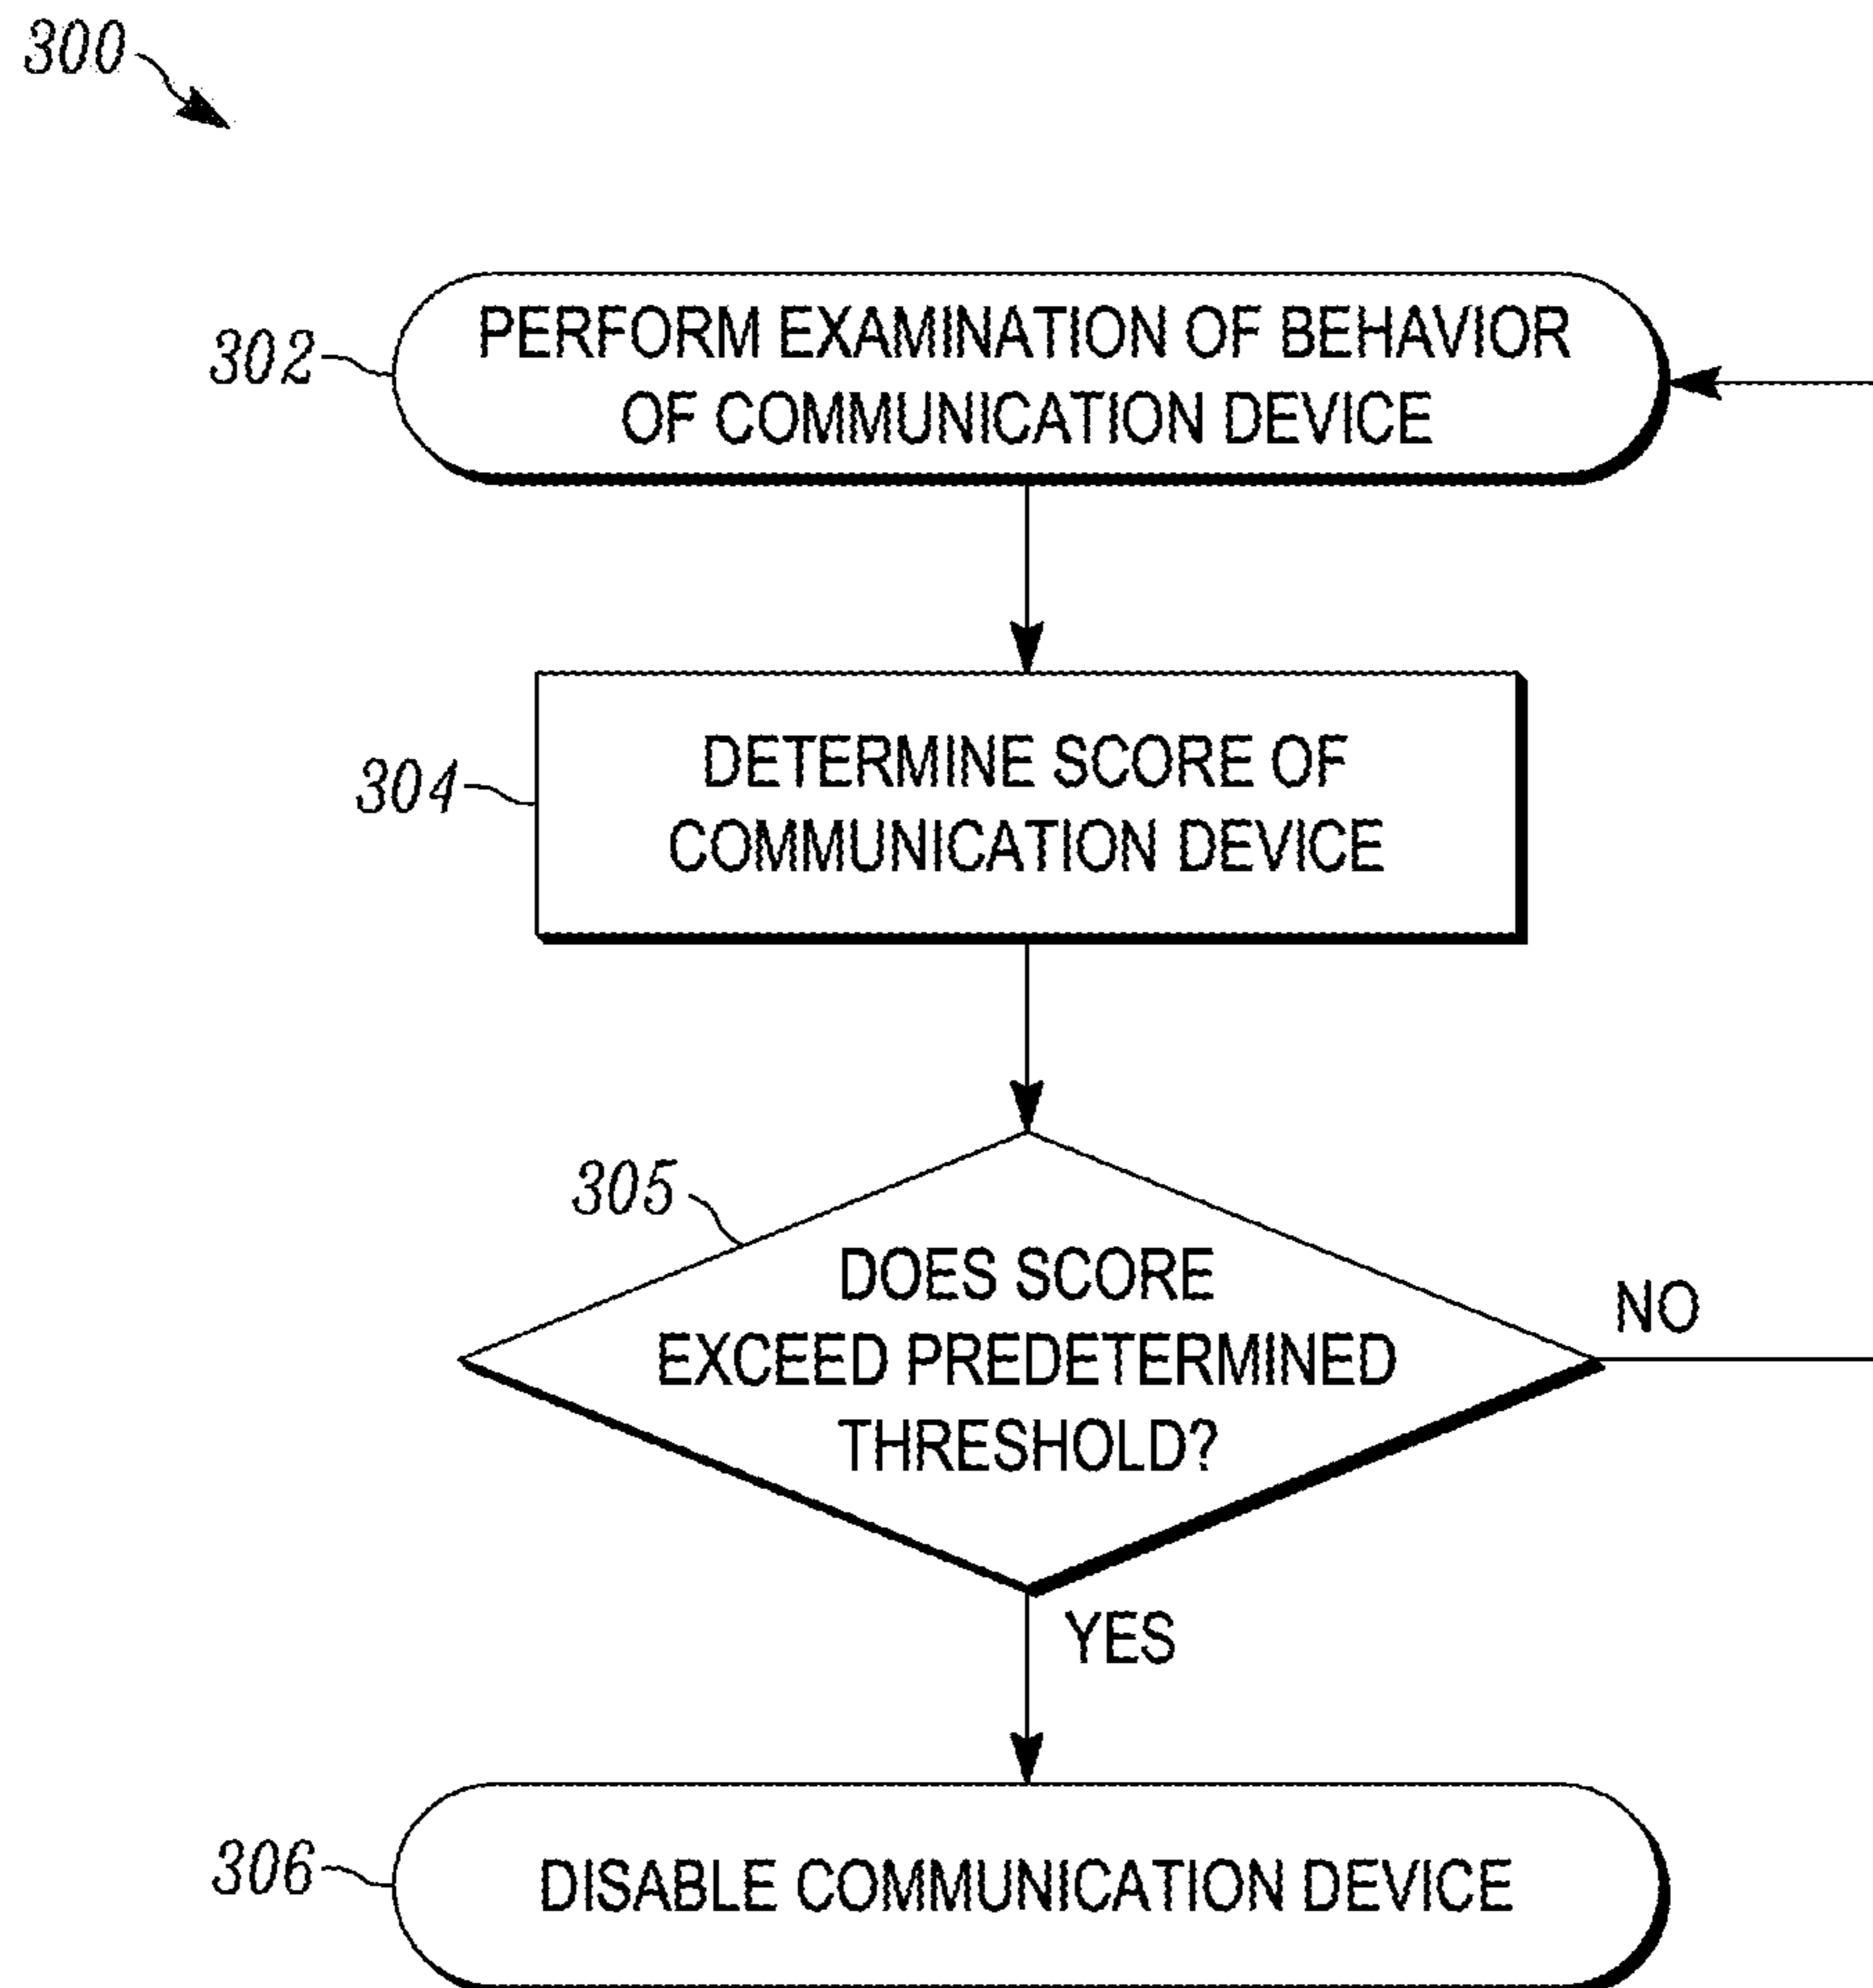 300
302
PERFORM EXAMINATION OF BEHAVIOR
OF COMMUNICATION DEVICE
304
DETERMINE SCORE OF
COMMUNICATION DEVICE
305
DOES SCORE
EXCEED PREDETERMINED
THRESHOLD?
NO
YES
306
DISABLE COMMUNICATION DEVICE